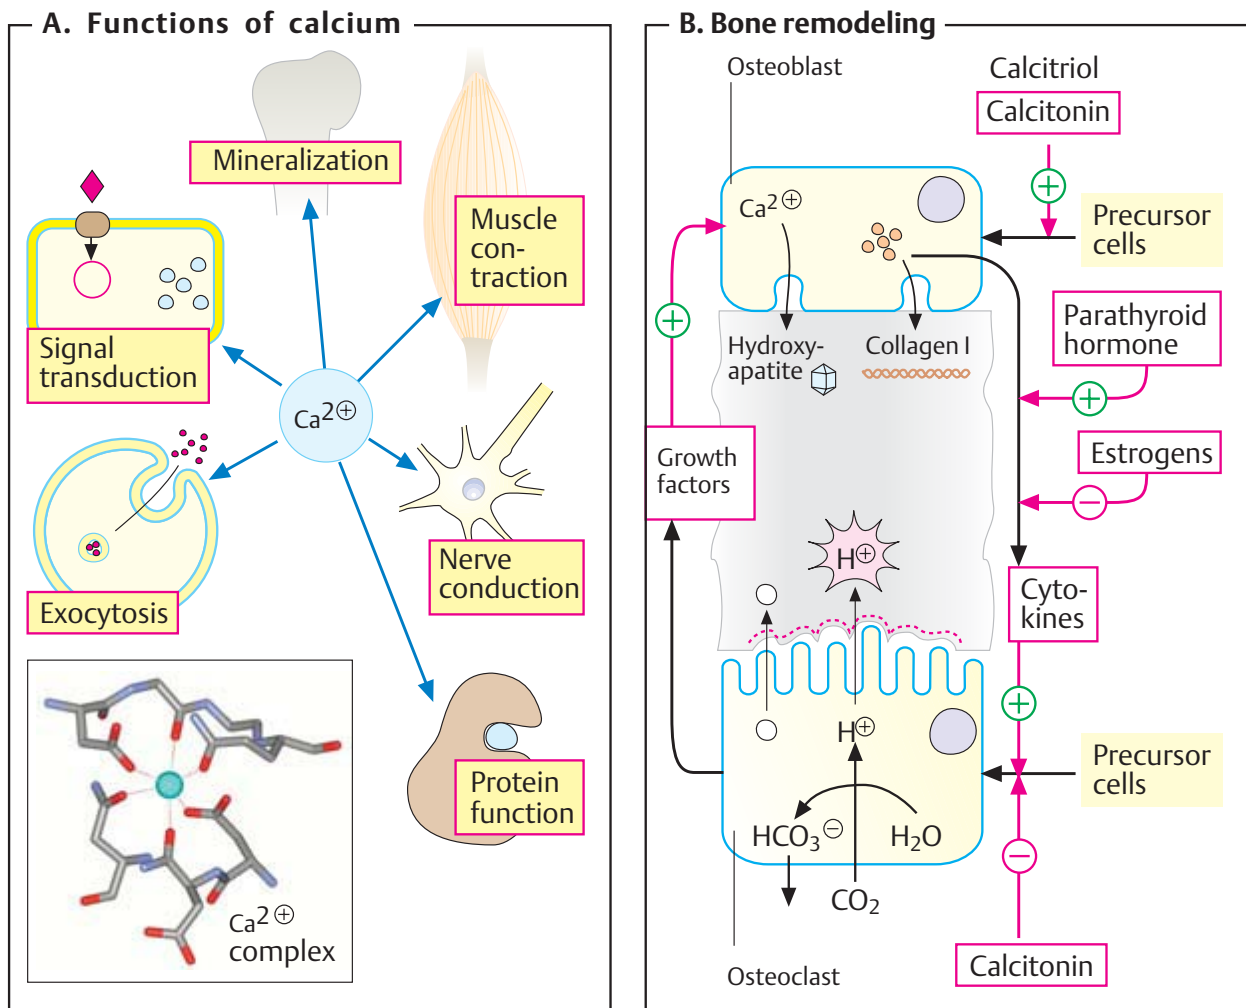 A. Functions of calcium
Mineralization
Muscle
con-
traction
Signal
transduction
Ca2⊕
Exocytosis
Nerve
conduction
Protein
function
Ca2⊕
complex
B. Bone remodeling
Osteoblast
Calcitriol
Calcitonin
Ca2⊕
Precursor
cells
Hydroxy-
apatite
Collagen I
Parathyroid
hormone
+
+
+
Growth
factors
Estrogens
−
H⊕
Cyto-
kines
+
H⊕
Precursor
cells
HCO3⊖
H2O
−
CO2
Osteoclast
Calcitonin